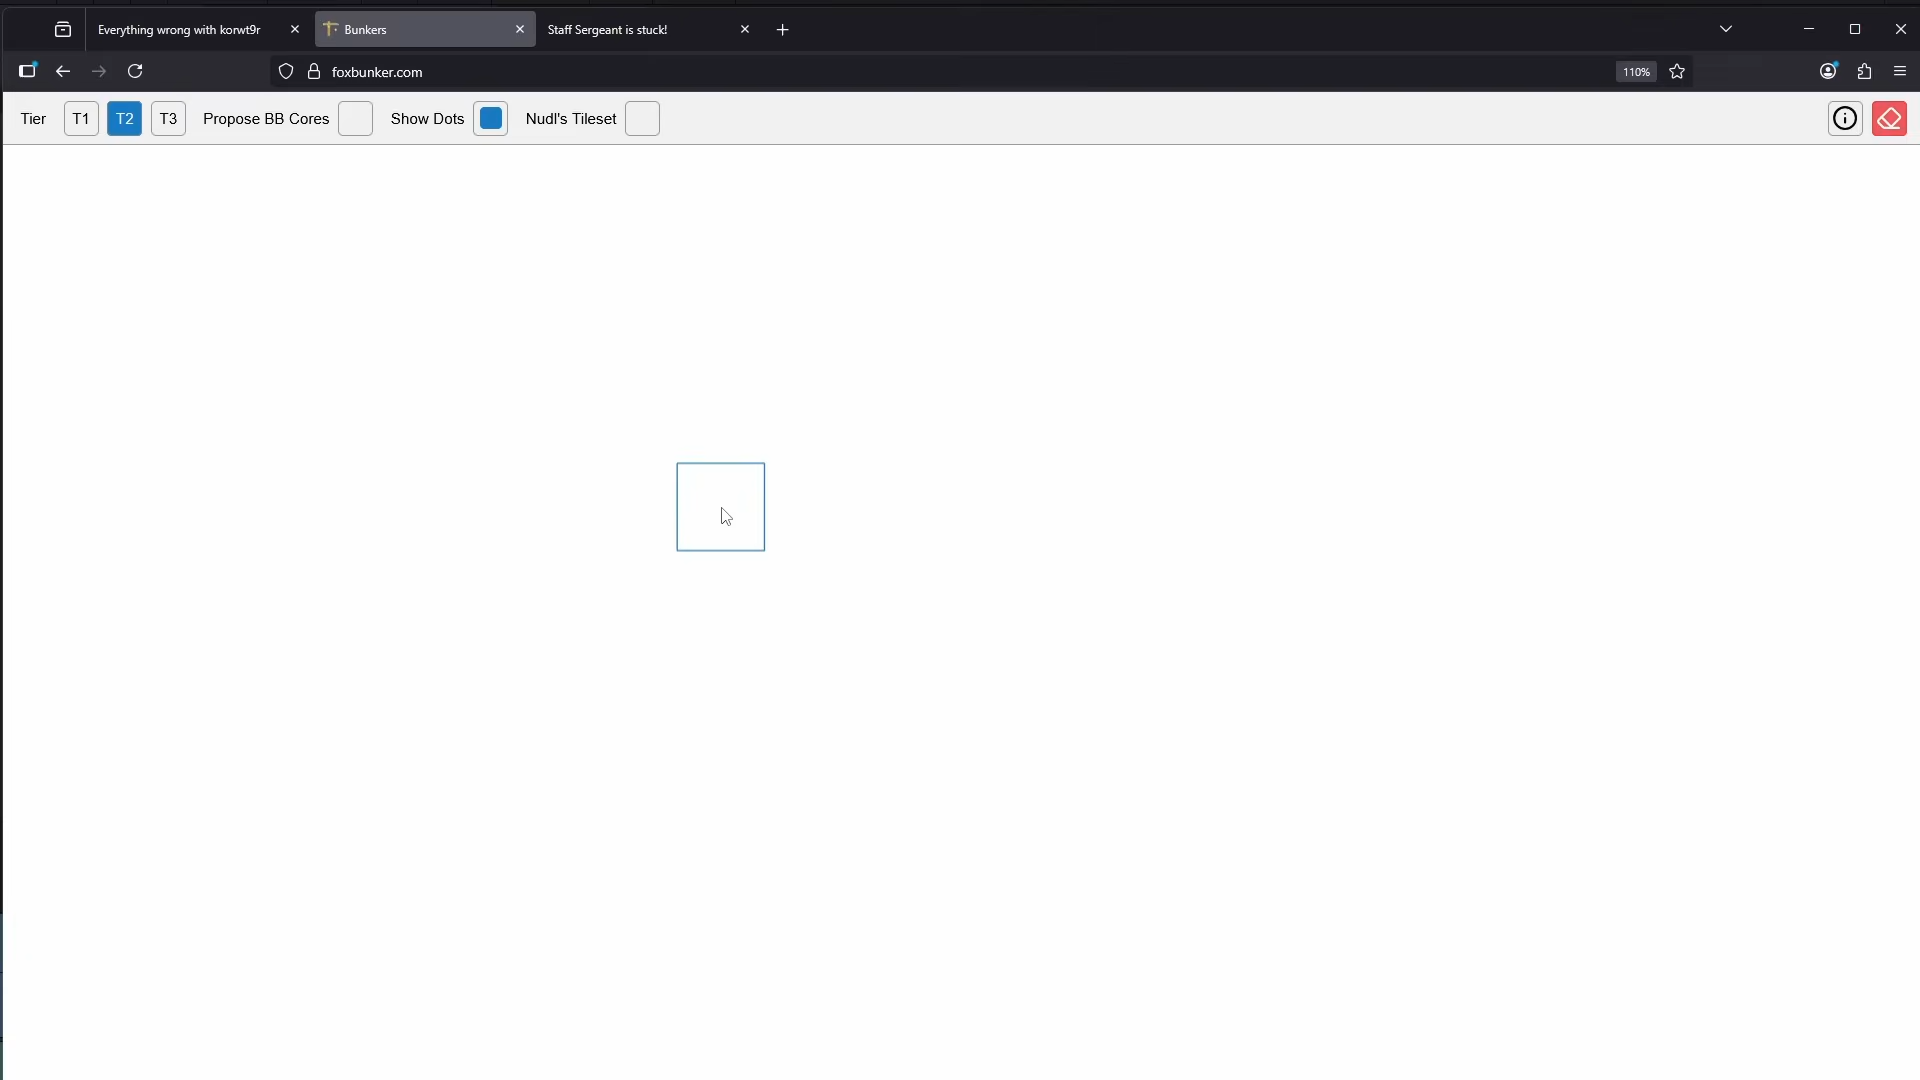 Everything wrong with korwt9r
Bunkers
Staff Sergeant is stuck!
foxbunker.com
110%
Tier
T1
T2
T3
Propose BB Cores
Show Dots
Nudl's Tileset